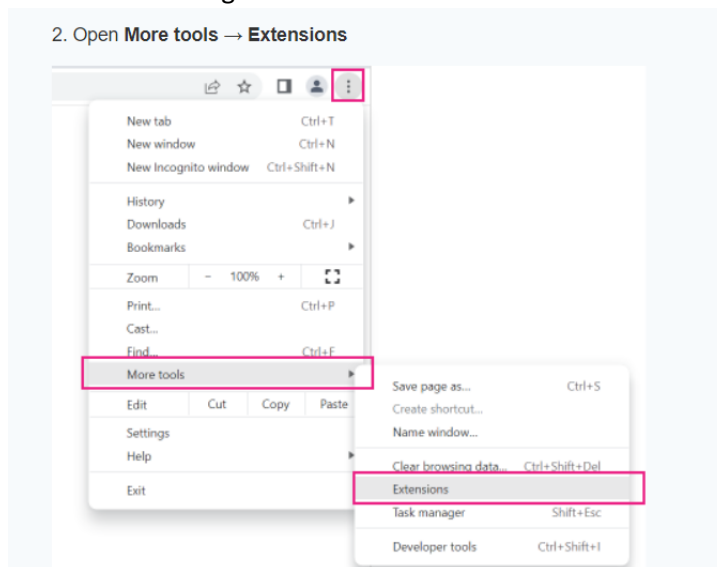 2. Open More tools → Extensions
New tab Ctrl+T
New window Ctrl+N
New Incognito window Ctrl+Shift+N
History
Downloads Ctrl+J
Bookmarks
Zoom - 100% +
Print... Ctrl+P
Cast...
Find... Ctrl+F
More tools
Edit Cut Copy Paste
Settings
Help
Exit
Save page as... Ctrl+S
Create shortcut...
Name window...
Clear browsing data... Ctrl+Shift+Del
Extensions
Task manager Shift+Esc
Developer tools Ctrl+Shift+I